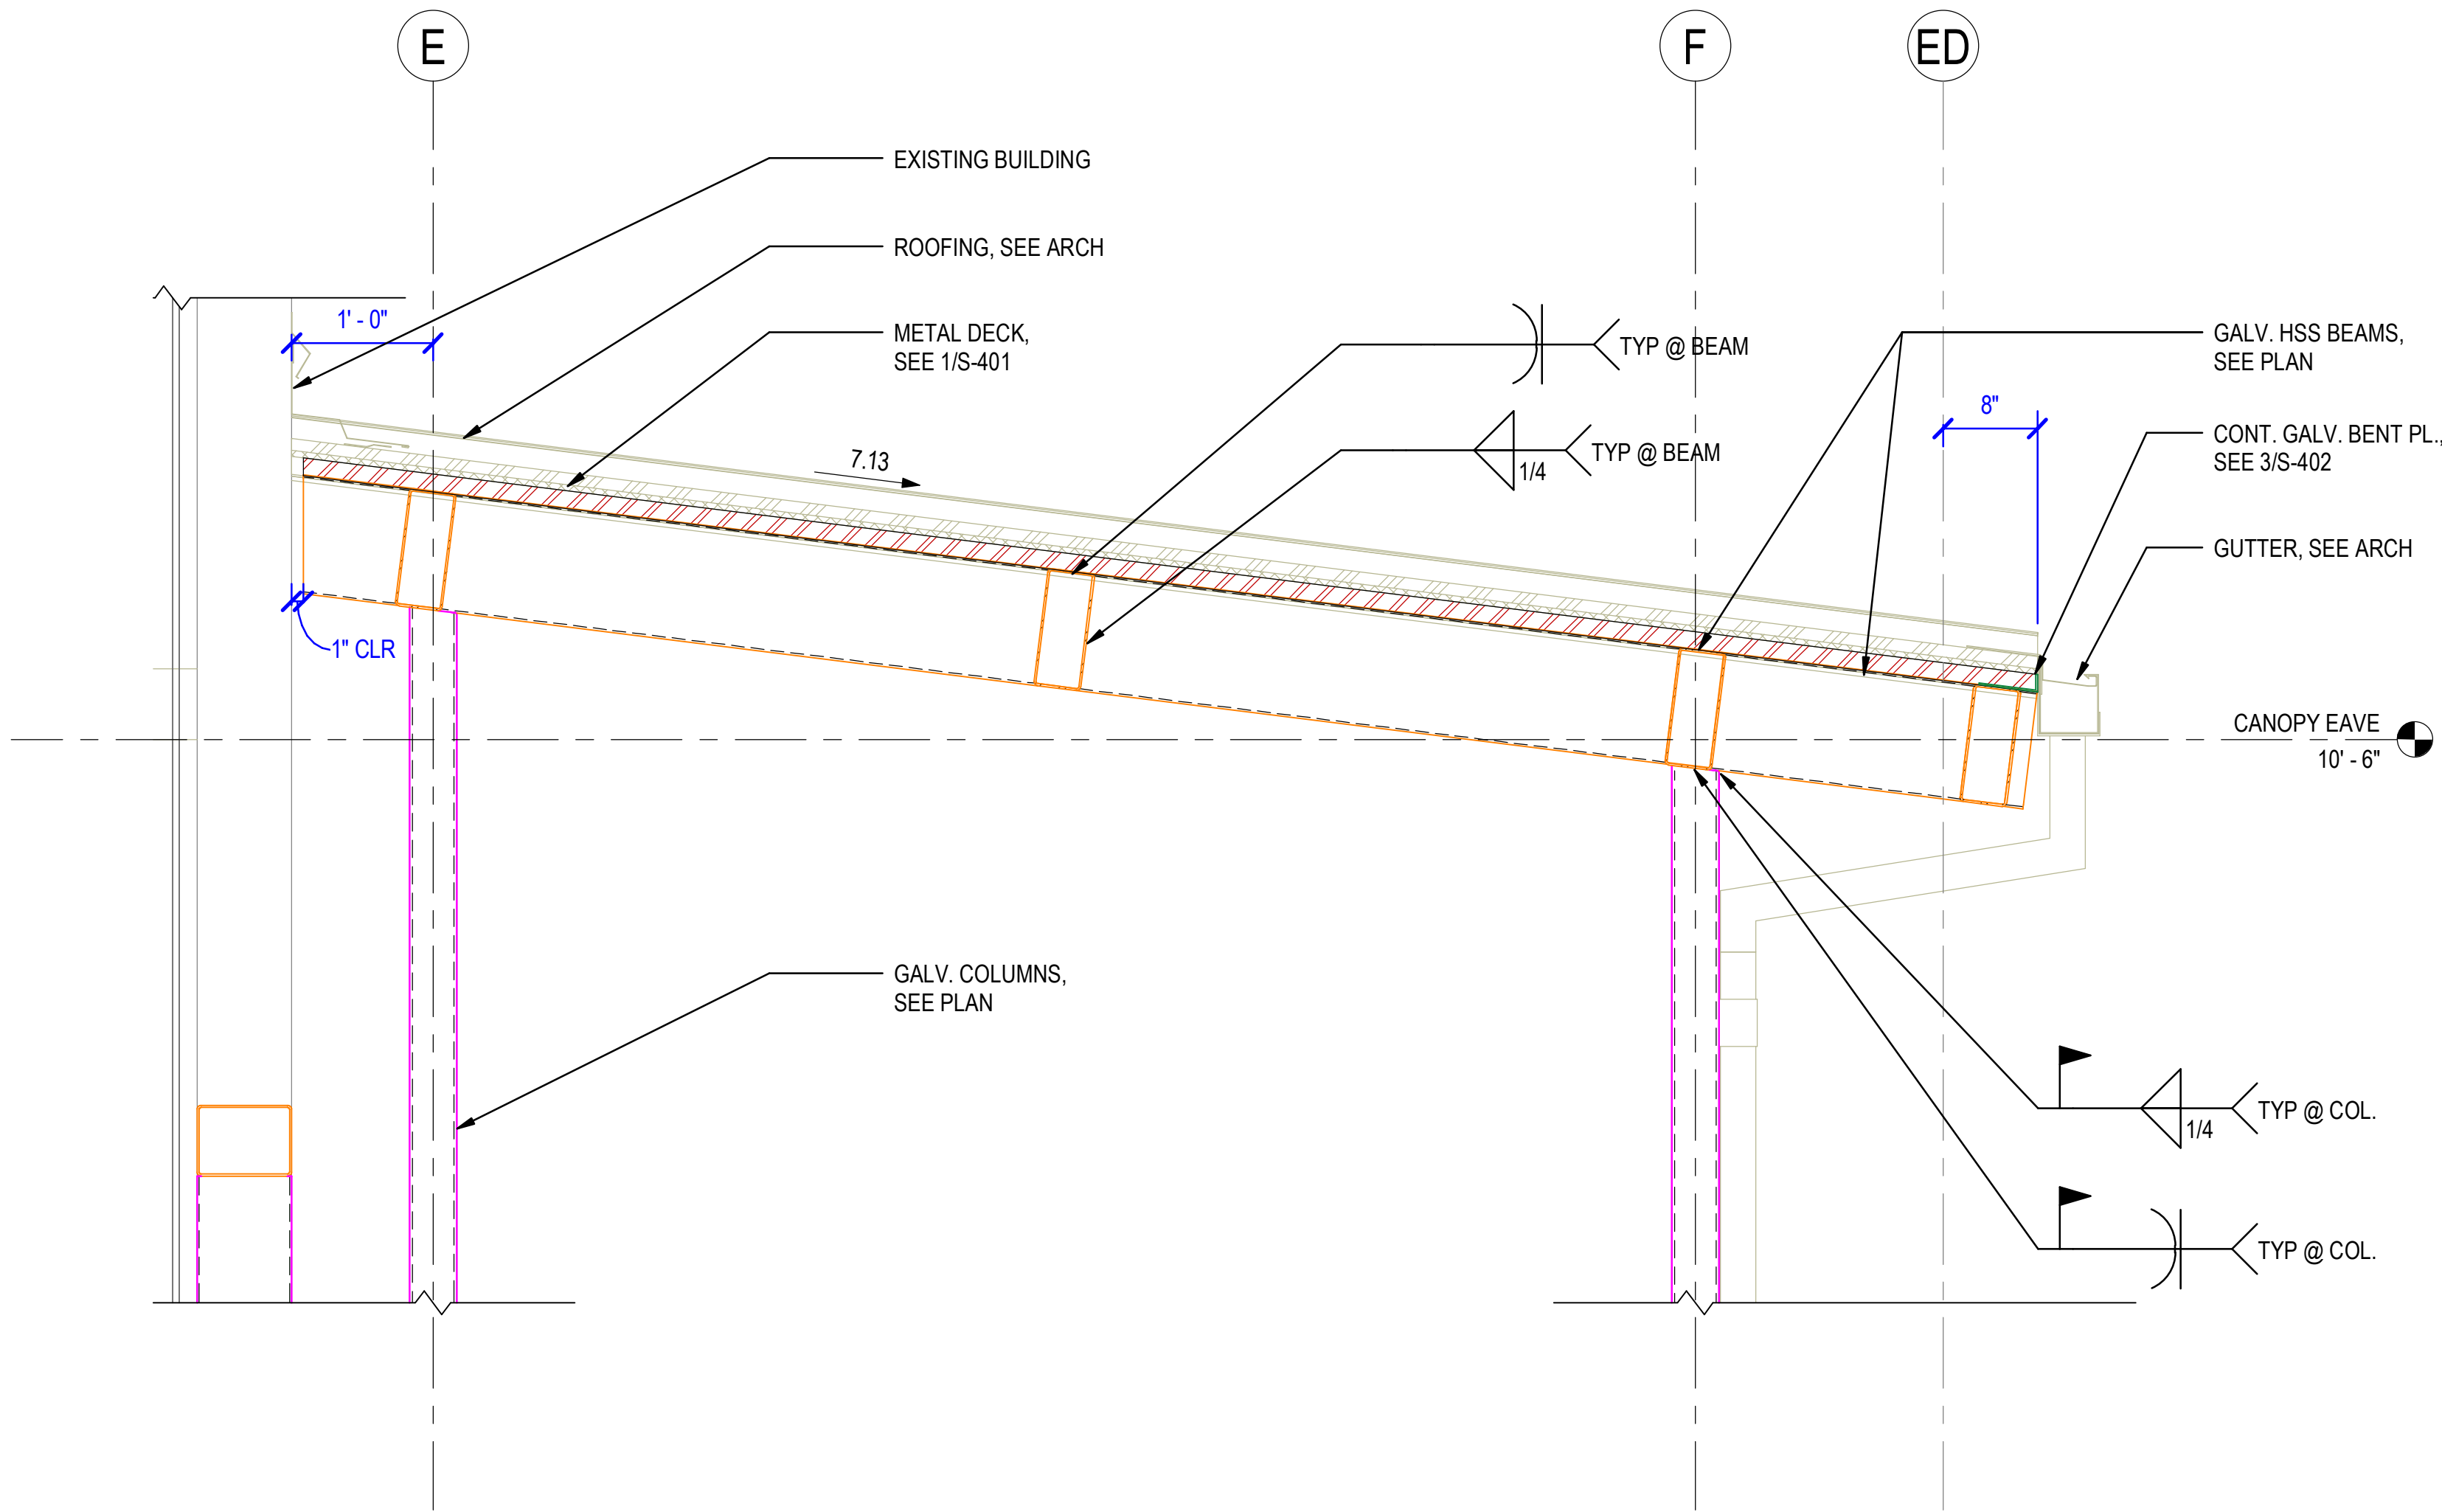 E
F
ED
EXISTING BUILDING
ROOFING, SEE ARCH
1' - 0"
METAL DECK,
SEE 1/S-401
TYP @ BEAM
GALV. HSS BEAMS,
SEE PLAN
8"
CONT. GALV. BENT PL.,
SEE 3/S-402
7.13
1/4
TYP @ BEAM
GUTTER, SEE ARCH
1" CLR
CANOPY EAVE
10' - 6"
GALV. COLUMNS,
SEE PLAN
1/4
TYP @ COL.
TYP @ COL.